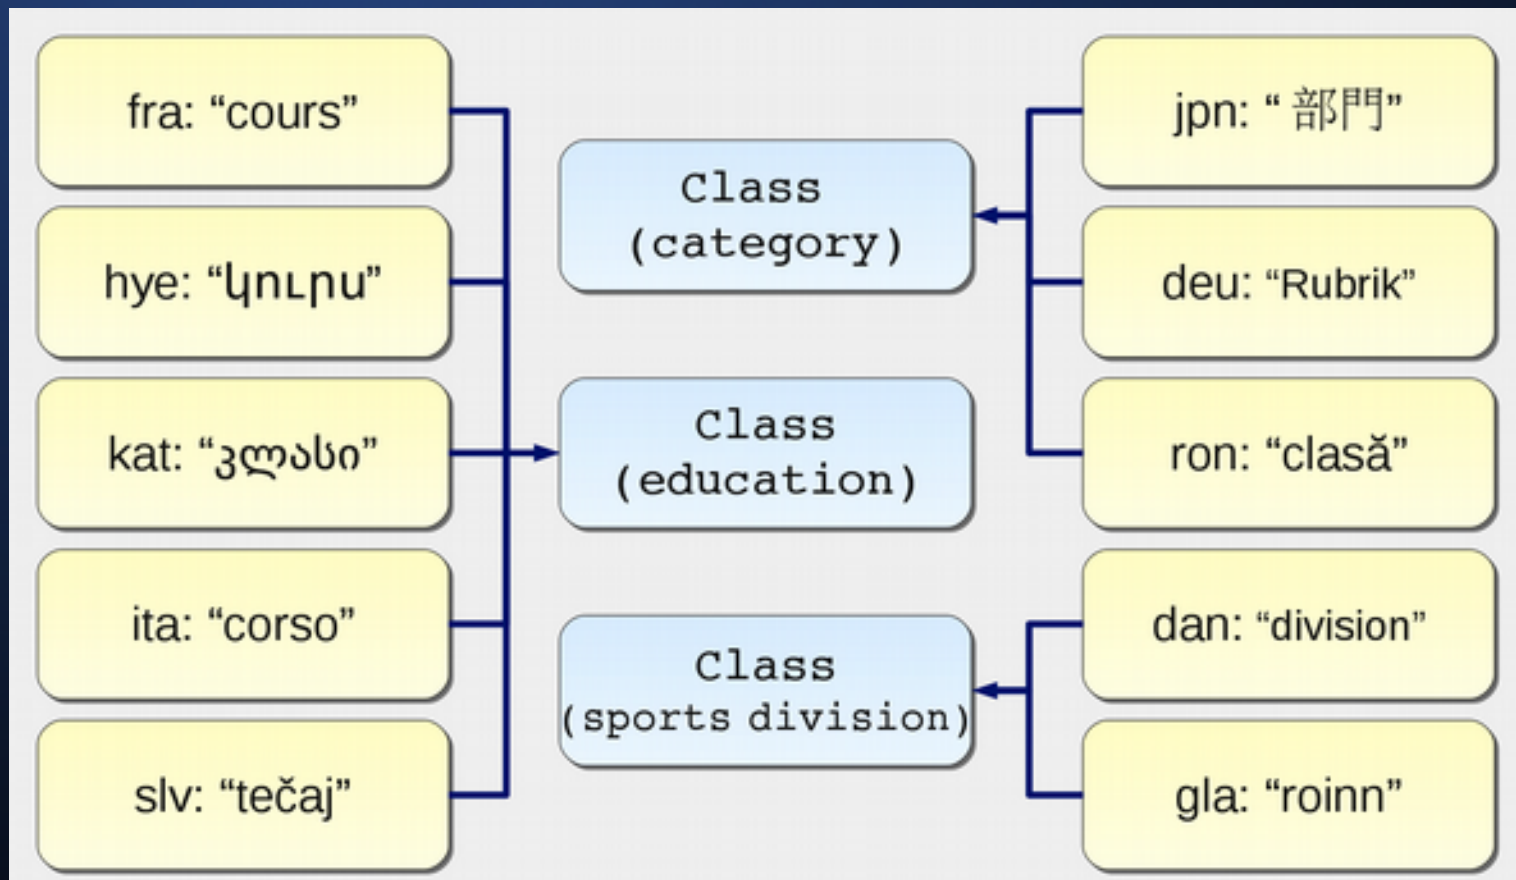 fra: “cours”
hye: “կուրս”
kat: “კლასი”
ita: “corso”
slv: “tečaj”
Class
(category)
Class
(education)
Class
(sports division)
jpn: “ 部門”
deu: “Rubrik”
ron: “clasă”
dan: “division”
gla: “roinn”